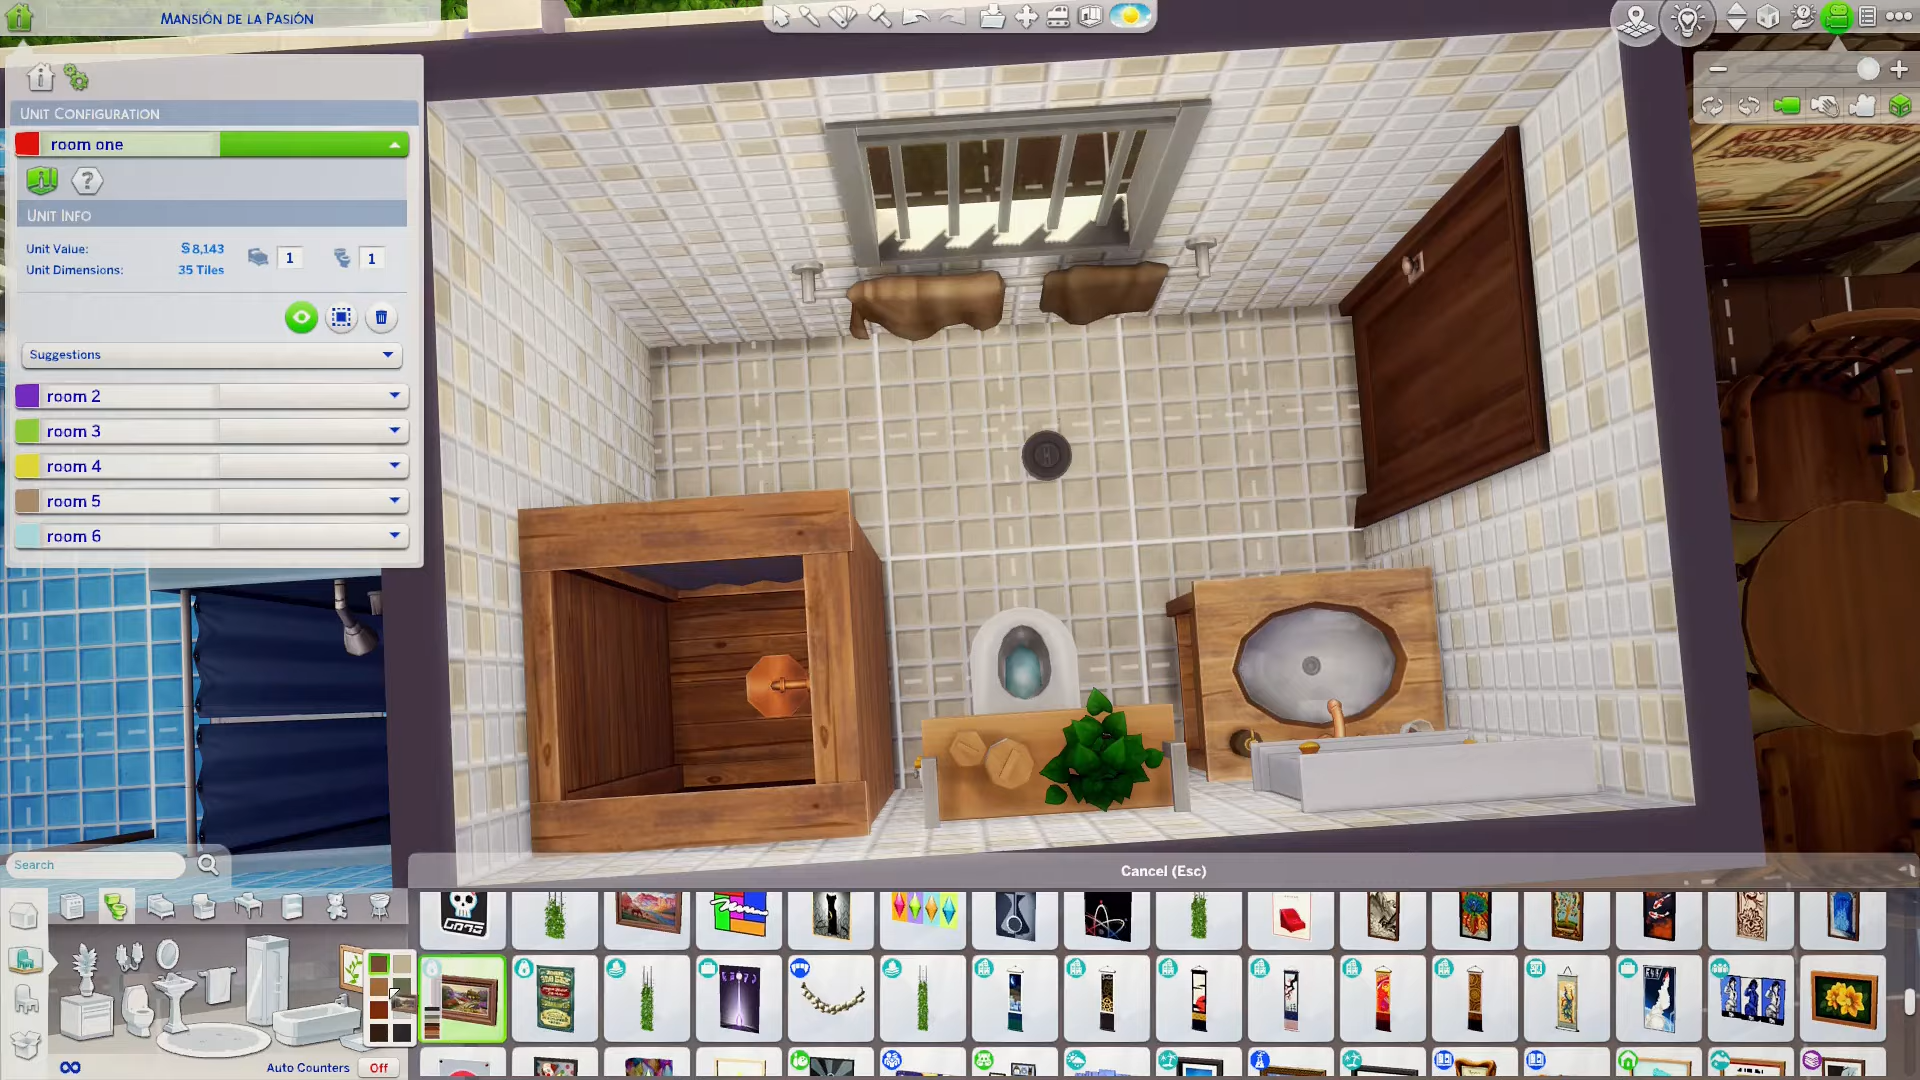 Mansión de la Pasión
Unit Configuration
room one
?
Unit Info
Unit Value: §8,143 1 1
Unit Dimensions: 35 Tiles
Suggestions
room 2
room 3
room 4
room 5
room 6
Search
Cancel (Esc)
Auto Counters Off